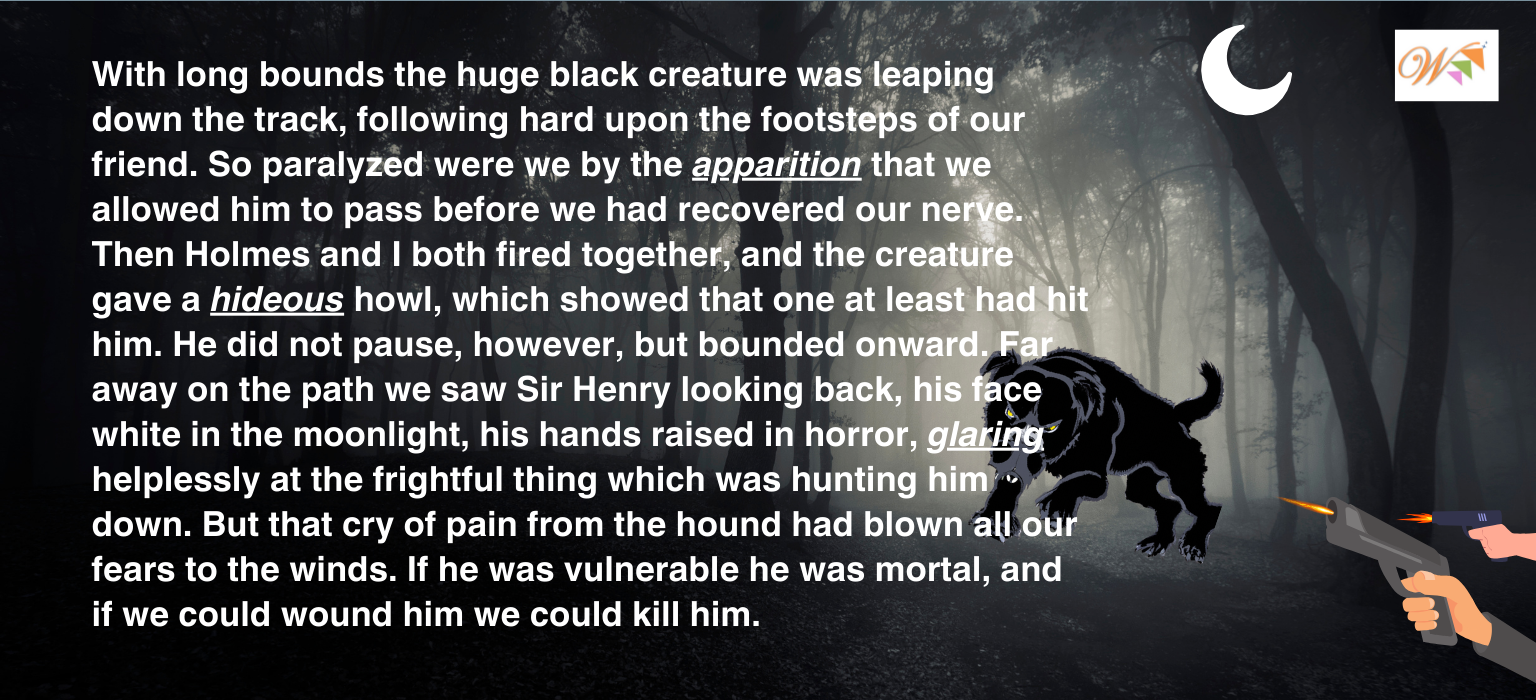 With long bounds the huge black creature was leaping
down the track, following hard upon the footsteps of our
friend. So paralyzed were we by the apparition that we
allowed him to pass before we had recovered our nerve.
Then Holmes and I both fired together, and the creature
gave a hideous howl, which showed that one at least had hit
him. He did not pause, however, but bounded onward. Far
away on the path we saw Sir Henry looking back, his face
white in the moonlight, his hands raised in horror, glaring
helplessly at the frightful thing which was hunting him
down. But that cry of pain from the hound had blown all our
fears to the winds. If he was vulnerable he was mortal, and
if we could wound him we could kill him.
W